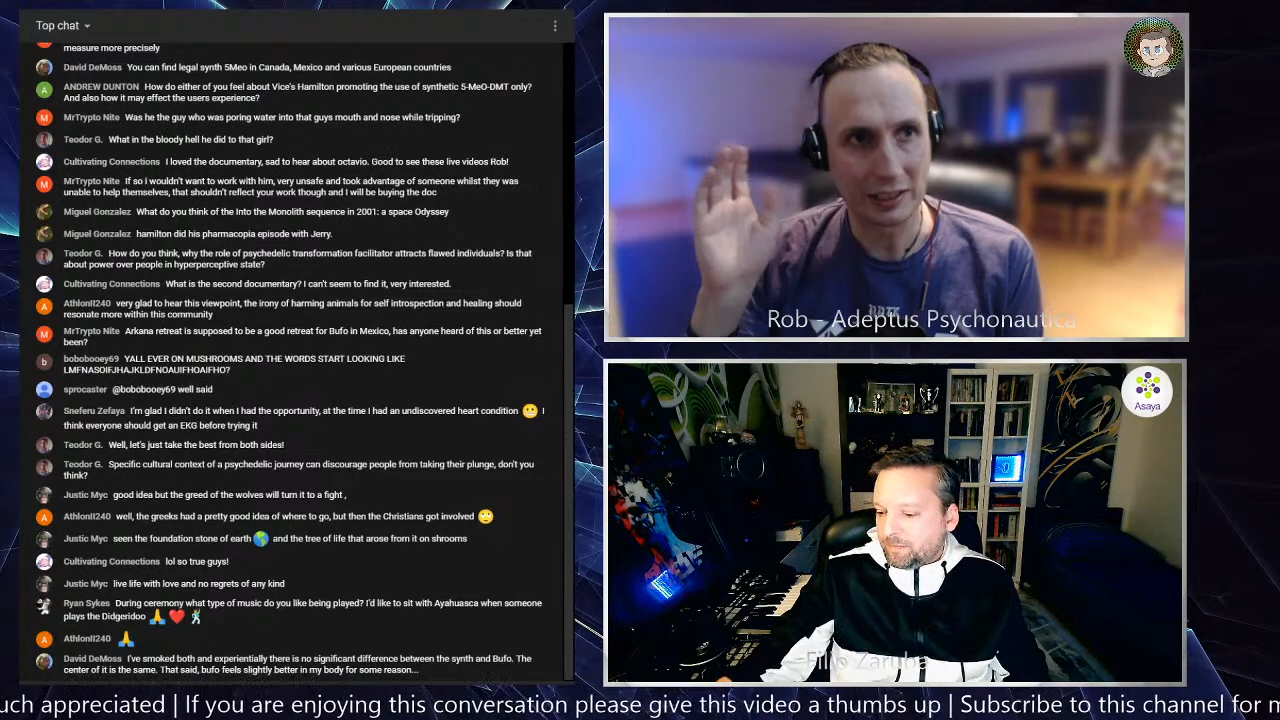 Top chat
measure more precisely
David DeMoss You can find legal synth 5Meo in Canada, Mexico and various European countries
ANDREW DUNTON How do either of you feel about Vice's Hamilton promoting the use of synthetic 5-MeO-DMT only?
And also how it may effect the users experience?
MrTrypto Nite Was he the guy who was poring water into that guys mouth and nose while tripping?
Teodor G. What in the bloody hell he did to that girl?
Cultivating Connections I loved the documentary, sad to hear about octavio. Good to see these live videos Rob!
MrTrypto Nite If so i wouldn't want to work with him, very unsafe and took advantage of someone whilst they was
unable to help themselves, that shouldn't reflect your work though and I will be buying the doc
Miguel Gonzalez What do you think of the Into the Monolith sequence in 2001: a space Odyssey
Miguel Gonzalez hamilton did his pharmacopia episode with Jerry.
Teodor G. How do you think, why the role of psychedelic transformation facilitator attracts flawed individuals? Is that
about power over people in hyperperceptive state?
Cultivating Connections What is the second documentary? I can't seem to find it, very interested.
AthlonII240 very glad to hear this viewpoint, the irony of harming animals for self introspection and healing should
resonate more within this community
MrTrypto Nite Arkana retreat is supposed to be a good retreat for Bufo in Mexico, has anyone heard of this or better yet
been?
bobobooey69 YALL EVER ON MUSHROOMS AND THE WORDS START LOOKING LIKE
LMFNASOIFJHAJKLDFNOAUIFHOAIFHO?
sprocaster @bobobooey69 well said
Sneferu Zefaya I'm glad I didn't do it when I had the opportunity, at the time I had an undiscovered heart condition 😬 I
think everyone should get an EKG before trying it
Teodor G. Well, let's just take the best from both sides!
Teodor G. Specific cultural context of a psychedelic journey can discourage people from taking their plunge, don't you
think?
Justic Myc good idea but the greed of the wolves will turn it to a fight ,
AthlonII240 well, the greeks had a pretty good idea of whom to go, but then the Christians got involved 🙄
Justic Myc seen the foundation stone of earth 🌎 and the tree of life that arose from it on shrooms
Cultivating Connections lol so true guys!
Justic Myc live life with love and no regrets of any kind
Ryan Sykes During ceremony what type of music do you like being played? I'd like to sit with Ayahuasca when someone
plays the Didgeridoo 🙏 ❤️ 🕺
AthlonII240 🙏
David DeMoss I've smoked both and experientially there is no significant difference between the synth and Bufo. The
center of it is the same. That said, bufo feels slightly better in my body for some reason...
Rob - Adeptus Psychonautica
Asaya
Filip Zaruba
uch appreciated | If you are enjoying this conversation please give this video a thumbs up | Subscribe to this channel for m